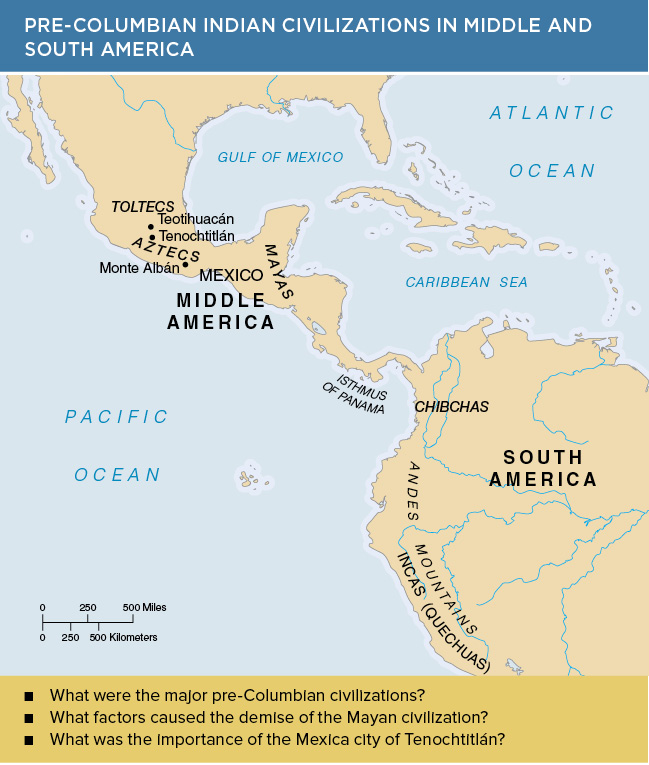 PRE-COLUMBIAN INDIAN CIVILIZATIONS IN MIDDLE AND
SOUTH AMERICA
ATLANTIC
OCEAN
GULF OF MEXICO
TOLTECS
Teotihuacán
Tenochtitlán
AZTECS
Monte Albán
MEXICO
MAYAS
MIDDLE
AMERICA
CARIBBEAN SEA
ISTHMUS
OF PANAMA
PACIFIC
OCEAN
CHIBCHAS
SOUTH
AMERICA
ANDES
MOUNTAINS
INCAS (QUECHUAS)
0 250 500 Miles
0 250 500 Kilometers
What were the major pre-Columbian civilizations?
What factors caused the demise of the Mayan civilization?
What was the importance of the Mexica city of Tenochtitlán?